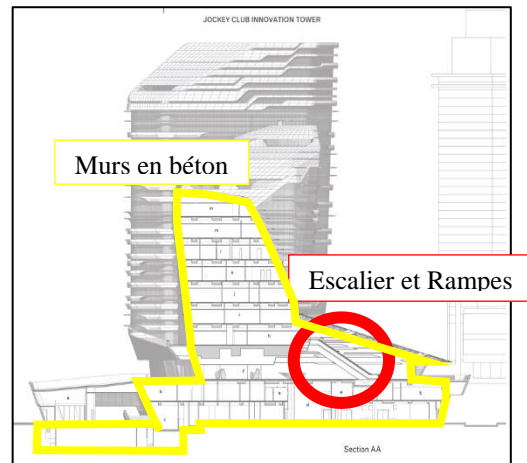 JOCKEY CLUB INNOVATION TOWER
Murs en béton
Escalier et Rampes
Section AA